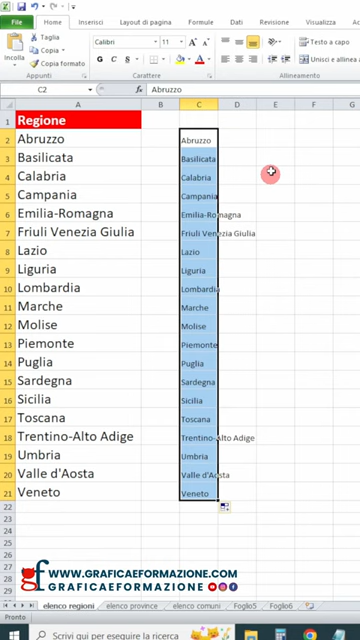 File
Home
Inserisci
Layout di pagina
Formule
Dati
Revisione
Visualizza
Taglia
Copia
Copia formato
Incolla
Calibri
11
G C S
Testo a capo
Unisci e centra
Appunti
Carattere
Allineamento
C2
Abruzzo
A B C D E F G
1 Regione
2 Abruzzo Abruzzo
3 Basilicata Basilicata
4 Calabria Calabria
5 Campania Campania
6 Emilia-Romagna Emilia-Romagna
7 Friuli Venezia Giulia Friuli Venezia Giulia
8 Lazio Lazio
9 Liguria Liguria
10 Lombardia Lombardia
11 Marche Marche
12 Molise Molise
13 Piemonte Piemonte
14 Puglia Puglia
15 Sardegna Sardegna
16 Sicilia Sicilia
17 Toscana Toscana
18 Trentino-Alto Adige Trentino-Alto Adige
19 Umbria Umbria
20 Valle d'Aosta Valle d'Aosta
21 Veneto Veneto
22
23
24
25
26
27
28
29
gf WWW.GRAFICAEFORMAZIONE.COM
GRAFICAEFORMAZIONE
elenco regioni elenco province elenco comuni Foglio5 Foglio6
Pronto
Scrivi qui per eseguire la ricerca